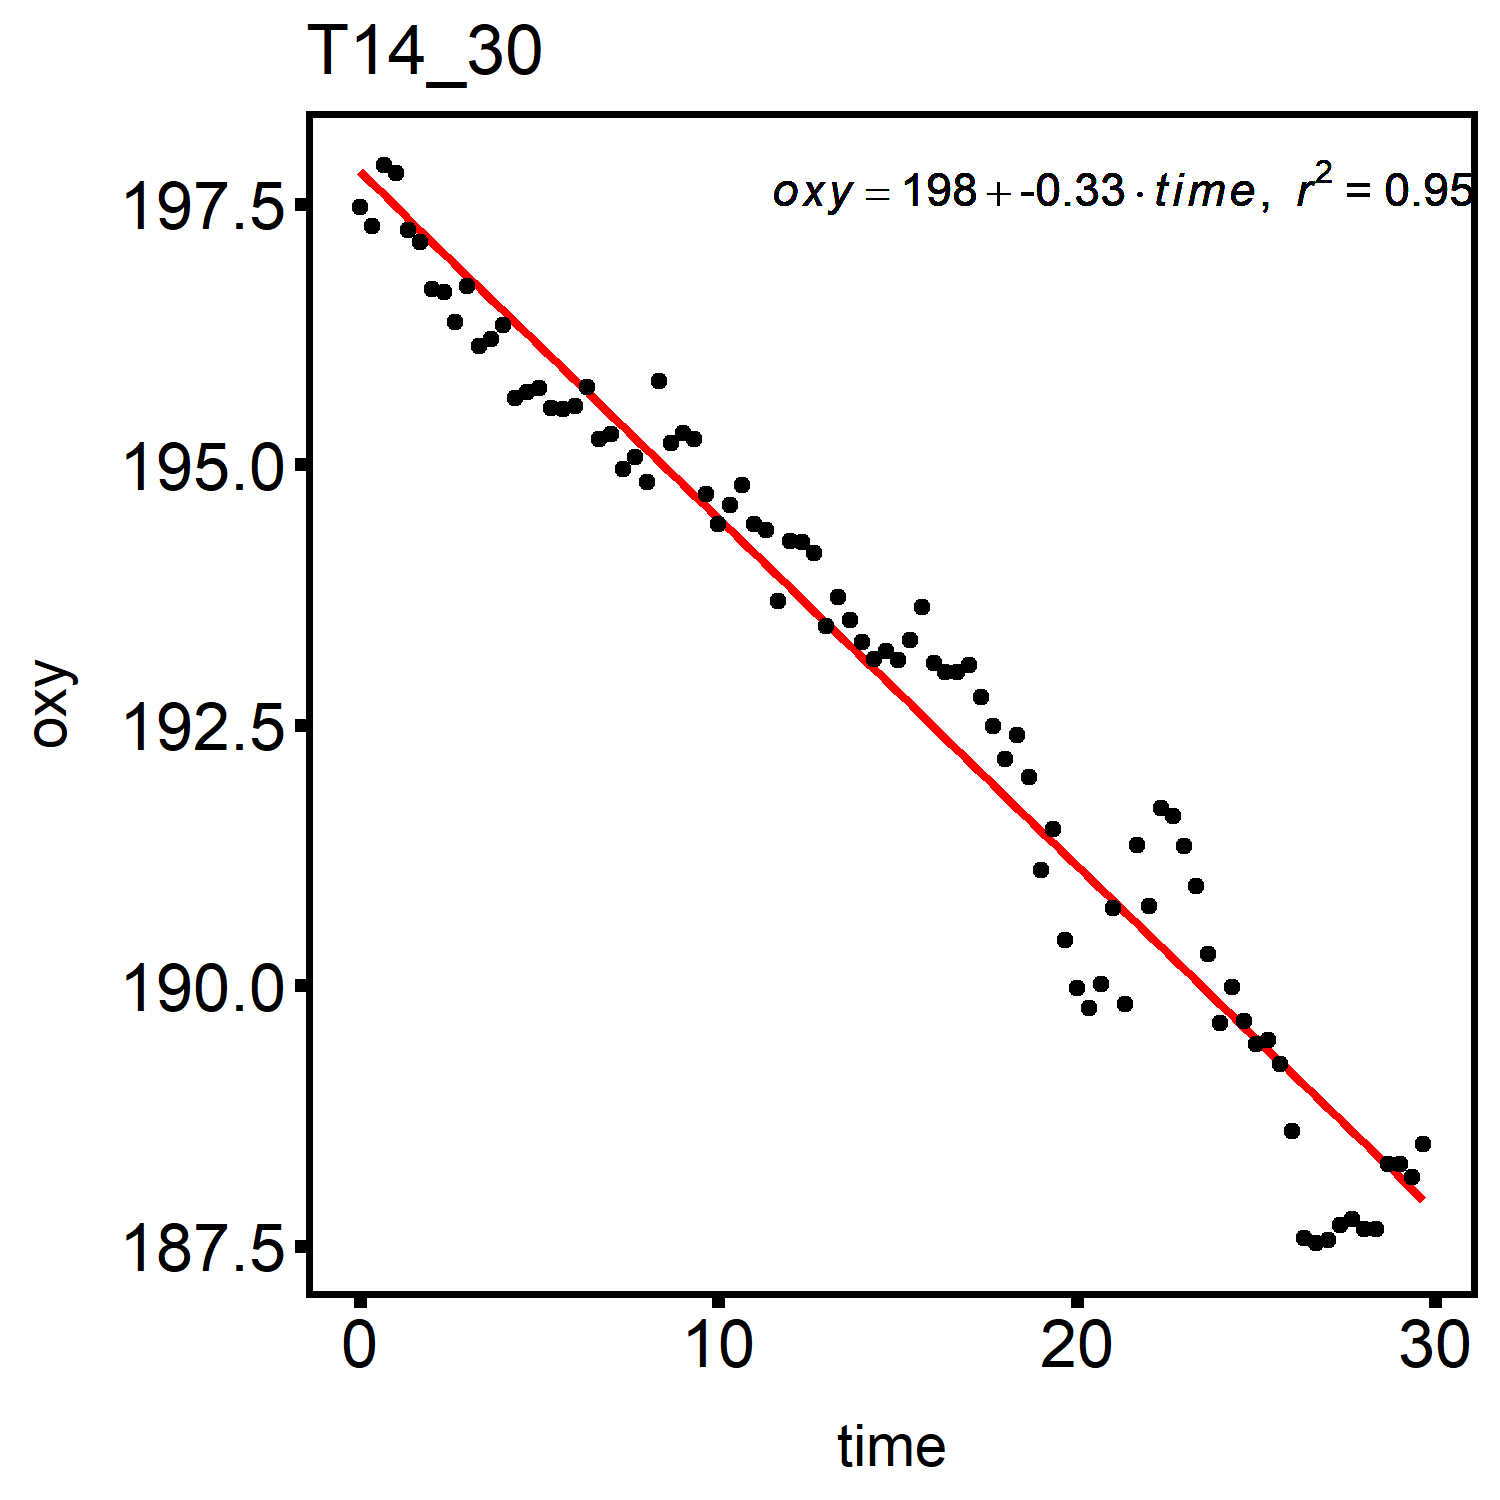 T14_30
oxy = 198 + -0.33 · time, r² = 0.95
197.5
195.0
192.5
190.0
187.5
oxy
0 10 20 30
time